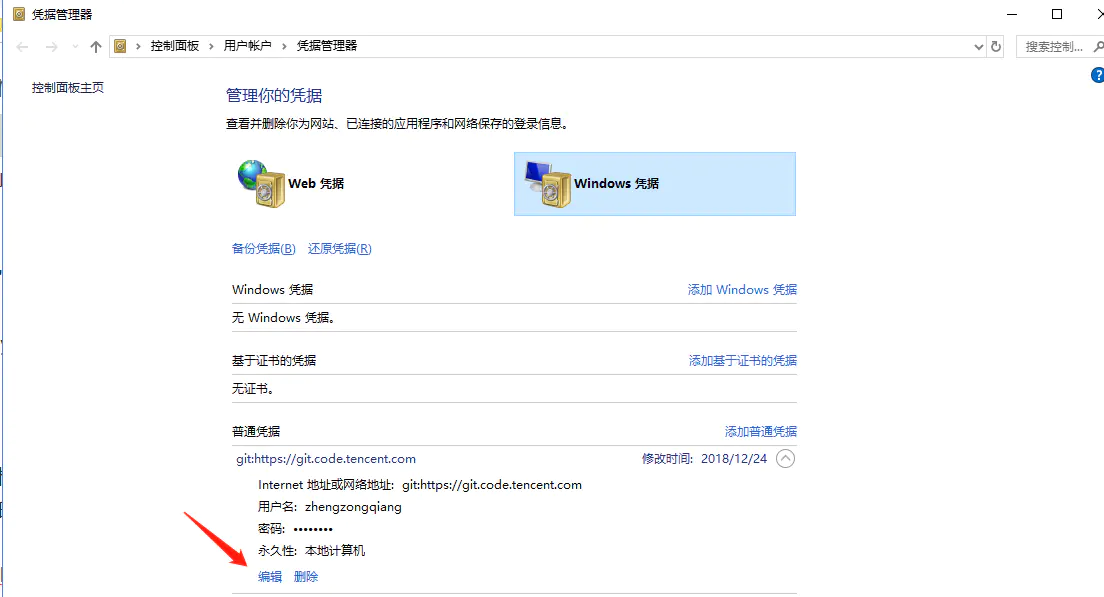 凭据管理器
控制面板 › 用户帐户 › 凭据管理器
搜索控制...
控制面板主页
管理你的凭据
查看并删除你为网站、已连接的应用程序和网络保存的登录信息。
Web 凭据
Windows 凭据
备份凭据(B) 还原凭据(R)
Windows 凭据 添加 Windows 凭据
无 Windows 凭据。
基于证书的凭据 添加基于证书的凭据
无证书。
普通凭据 添加普通凭据
git:https://git.code.tencent.com 修改时间: 2018/12/24
Internet 地址或网络地址: git:https://git.code.tencent.com
用户名: zhengzongqiang
密码: ••••••••
永久性: 本地计算机
编辑 删除